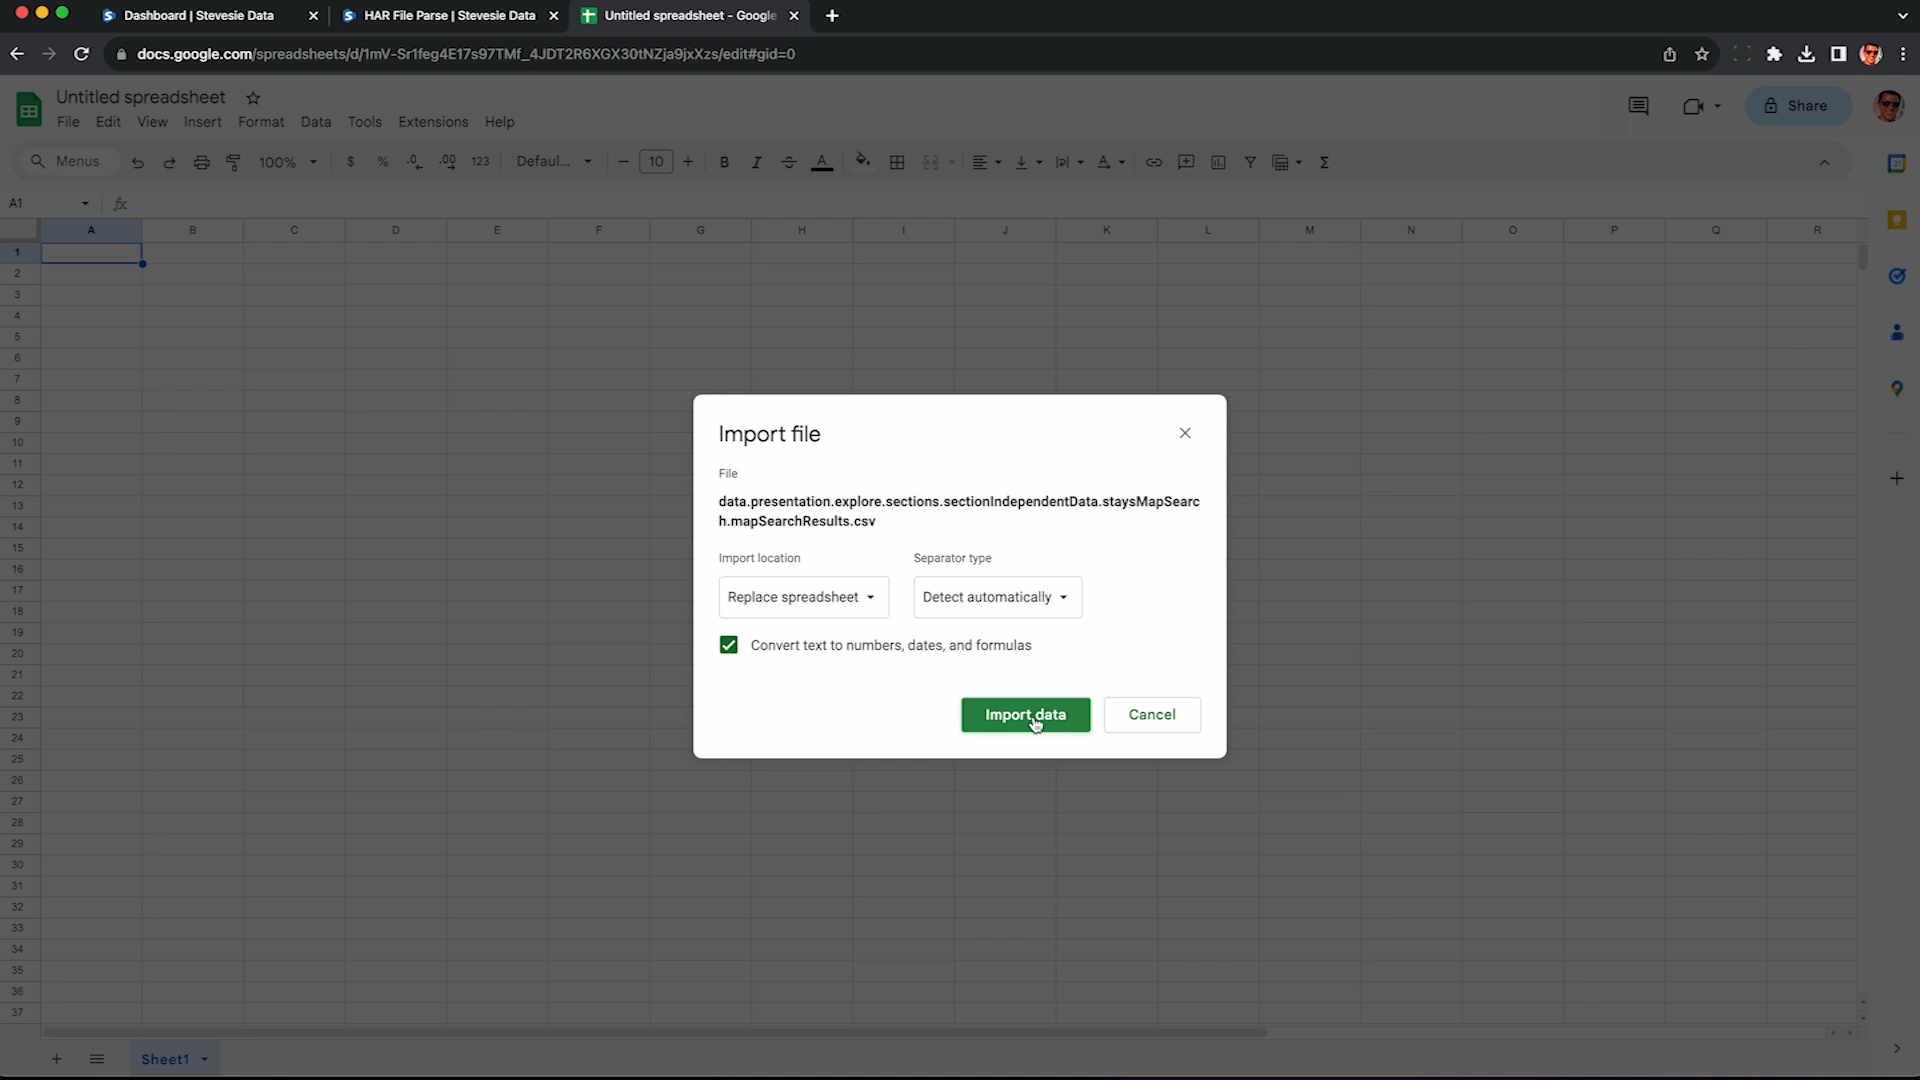 Dashboard | Stevesie Data
HAR File Parse | Stevesie Data
Untitled spreadsheet - Google
docs.google.com/spreadsheets/d/1mV-Sr1feg4E17s97TMf_4JDT2R6XGX30tNZja9jxXzs/edit#gid=0
Untitled spreadsheet
File Edit View Insert Format Data Tools Extensions Help
Share
Menus 100% $ % .0 .00 123 Defaul... 10 B I A
A1 fx
A B C D E F G H I J K L M N O P Q R
1
2
3
4
5
6
7
8
9
10
11
12
13
14
15
16
17
18
19
20
21
22
23
24
25
26
27
28
29
30
31
32
33
34
35
36
37
Import file
File
data.presentation.explore.sections.sectionIndependentData.staysMapSearc
h.mapSearchResults.csv
Import location Separator type
Replace spreadsheet Detect automatically
Convert text to numbers, dates, and formulas
Import data Cancel
Sheet1